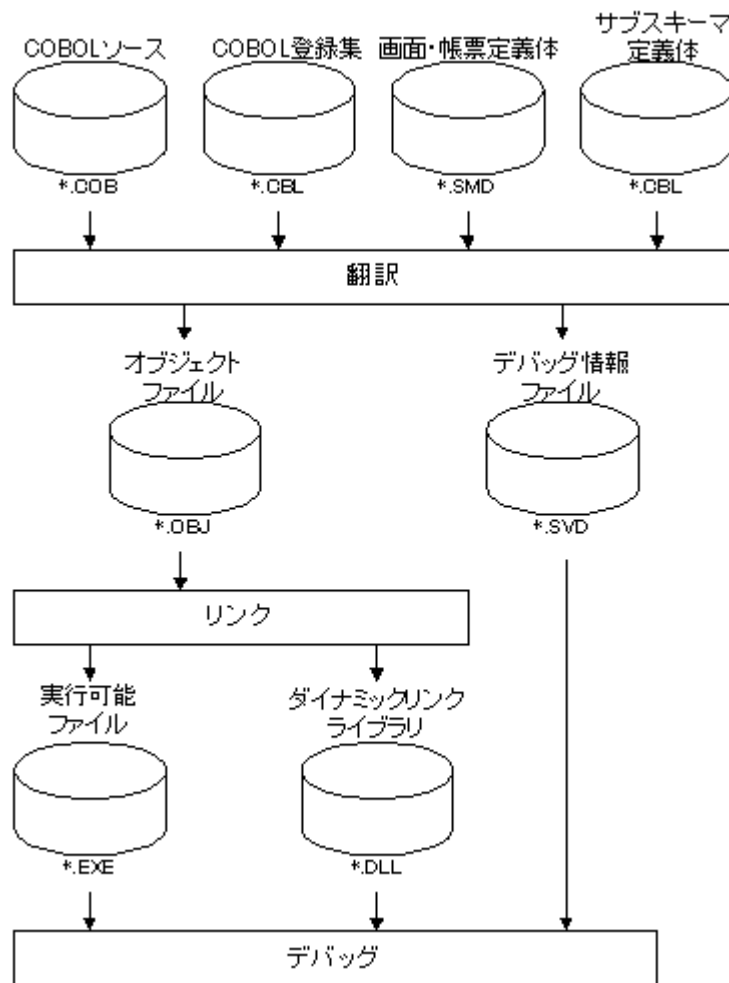 COBOLソース
COBOL登録集
画面・帳票定義体
サブスキーマ
定義体
*.COB
*.CBL
*.SMD
*.CBL
翻訳
オブジェクト
ファイル
デバッグ情報
ファイル
*.OBJ
*.SVD
リンク
実行可能
ファイル
ダイナミックリンク
ライブラリ
*.EXE
*.DLL
デバッグ